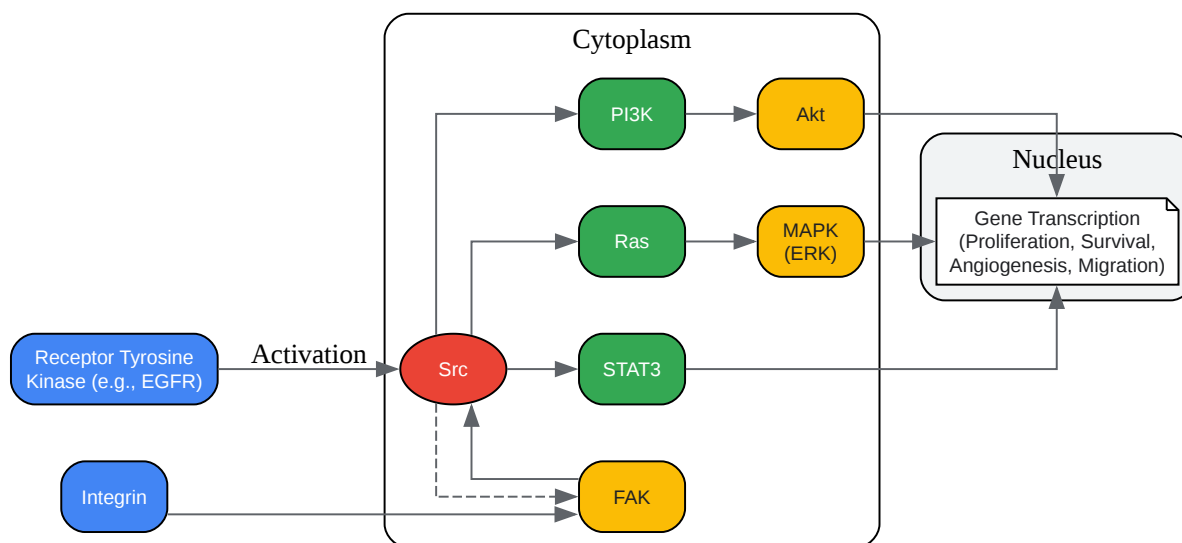 Cytoplasm
PI3K
Akt
Nucleus
Gene Transcription
(Proliferation, Survival,
Angiogenesis, Migration)
Ras
MAPK
(ERK)
Receptor Tyrosine
Kinase (e.g., EGFR)
Activation
Src
STAT3
Integrin
FAK